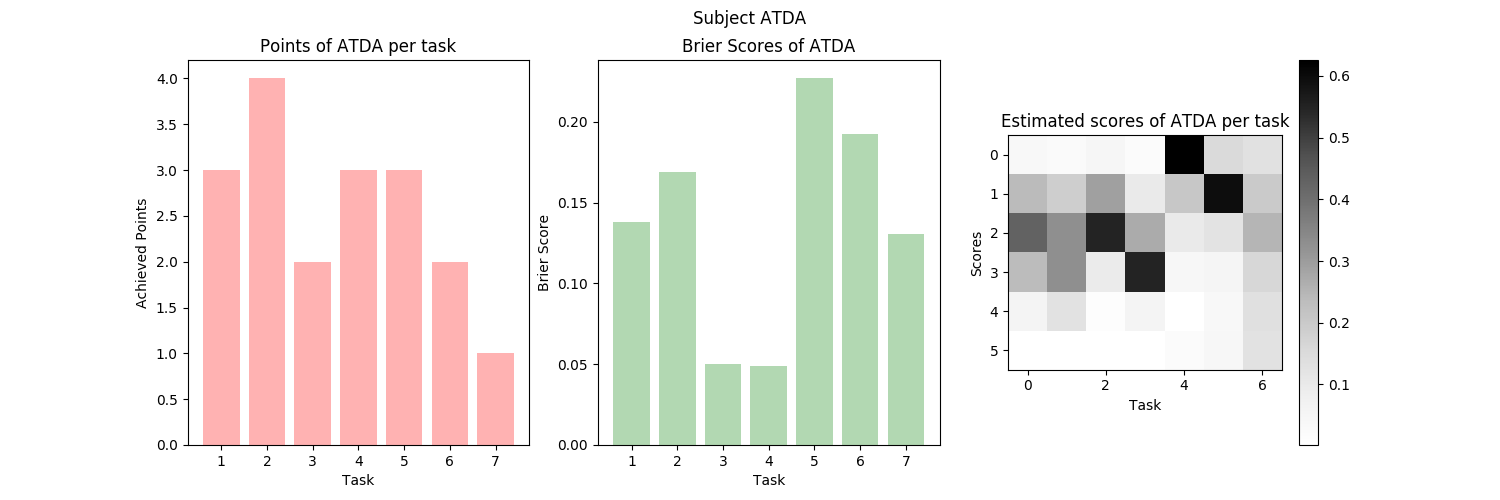 Subject ATDA
Points of ATDA per task
Achieved Points
4.0
3.5
3.0
2.5
2.0
1.5
1.0
0.5
0.0
1 2 3 4 5 6 7
Task
Brier Scores of ATDA
Brier Score
0.20
0.15
0.10
0.05
0.00
1 2 3 4 5 6 7
Task
Estimated scores of ATDA per task
Scores
0
1
2
3
4
5
0 2 4 6
Task
0.6
0.5
0.4
0.3
0.2
0.1